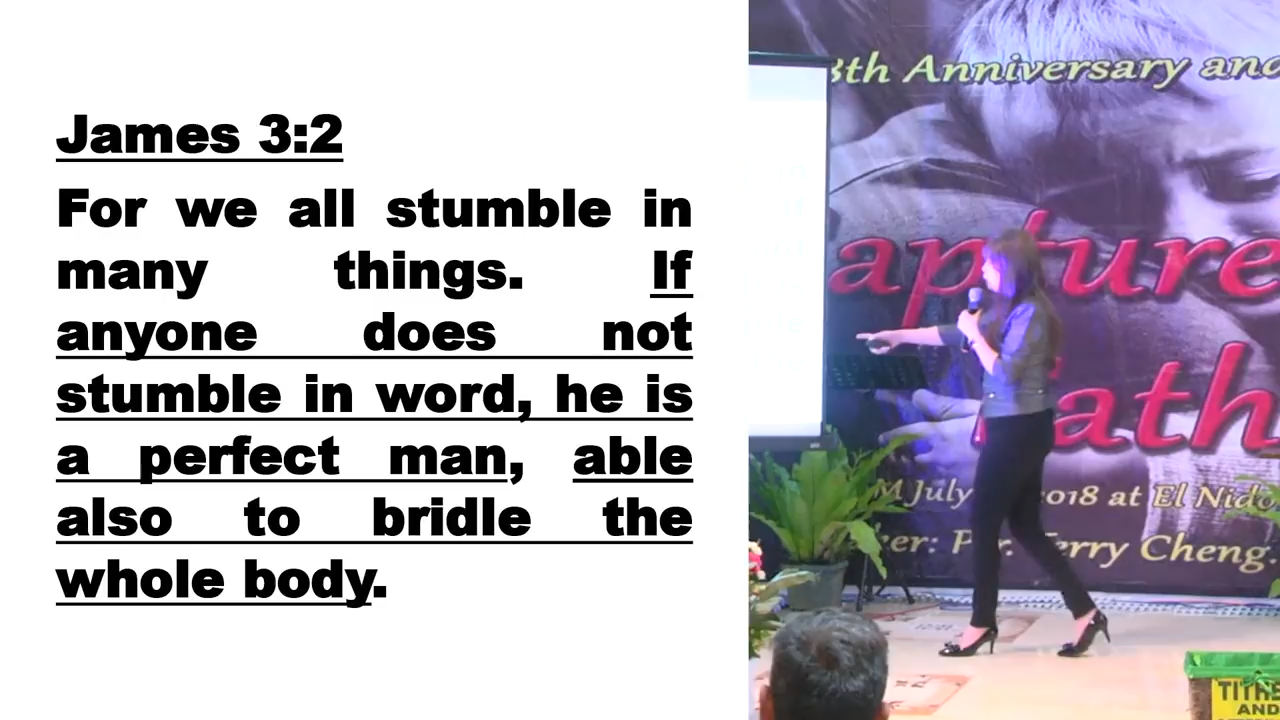 James 3:2
For we all stumble in
many things. If
anyone does not
stumble in word, he is
a perfect man, able
also to bridle the
whole body.
8th Anniversary and
apture
ath
M July 2018 at El Nido
Terry Cheng.
TITHE
AND